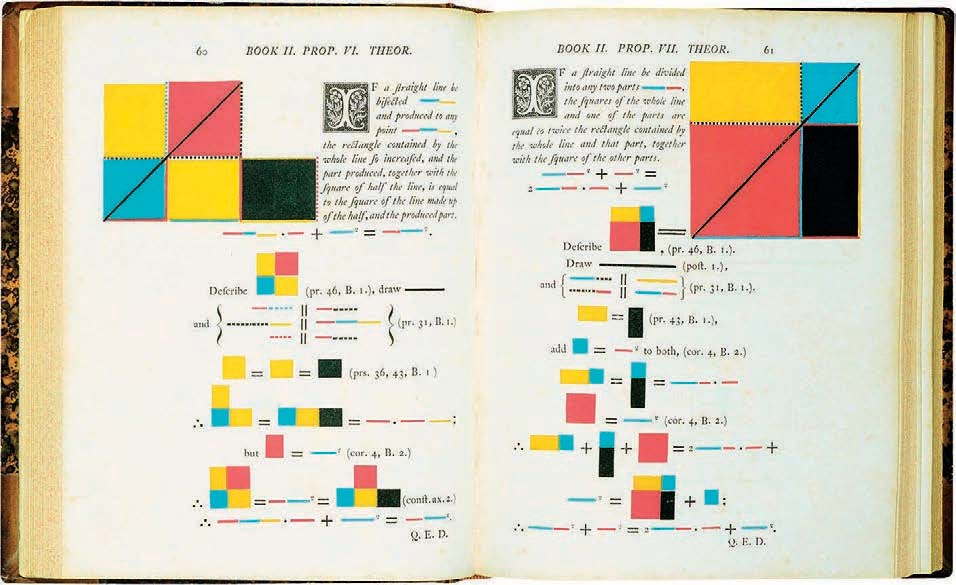 60 BOOK II. PROP. VI. THEOR.
IF a ſtraight line be
biſected
and produced to any
point ,
the rectangle contained by the
whole line ſo increaſed, and the
part produced, together with the
ſquare of half the line, is equal
to the ſquare of the line made up
of the half, and the produced part.
· + ² = ².
Deſcribe (pr. 46, B. 1.), draw
and { || || || } (pr. 31, B. 1.)
= = (prs. 36, 43, B. 1 )
∴ = = · ;
but = ² (cor. 4, B. 2.)
∴ = ² = (conſt. ax. 2.)
∴ · + ² = ².
Q. E. D.
BOOK II. PROP. VII. THEOR. 61
IF a ſtraight line be divided
into any two parts ,
the ſquares of the whole line
and one of the parts are
equal to twice the rectangle contained by
the whole line and that part, together
with the ſquare of the other parts.
² + ² =
2 · + ²
Deſcribe , (pr. 46, B. 1.).
Draw (poſt. 1.),
and { || || } (pr. 31, B. 1.).
= (pr. 43, B. 1.),
add = ² to both, (cor. 4, B. 2.)
= = ·
= ² (cor. 4, B. 2.)
∴ + + = 2 · +
² = + ;
∴ ² + ² = 2 · + ².
Q. E. D.